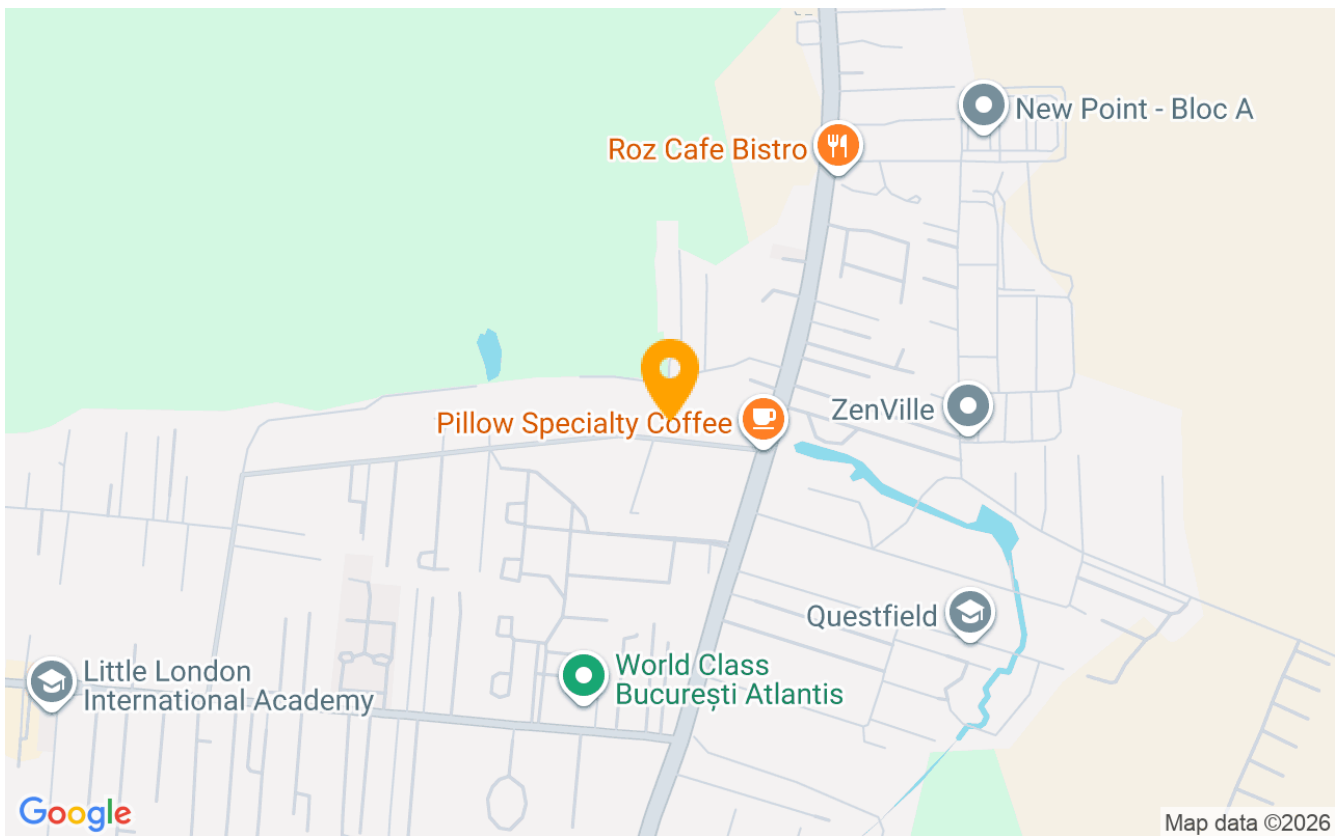 New Point - Bloc A
Roz Cafe Bistro
ZenVille
Pillow Specialty Coffee
Questfield
World Class
București Atlantis
Little London
International Academy
Google
Map data ©2026